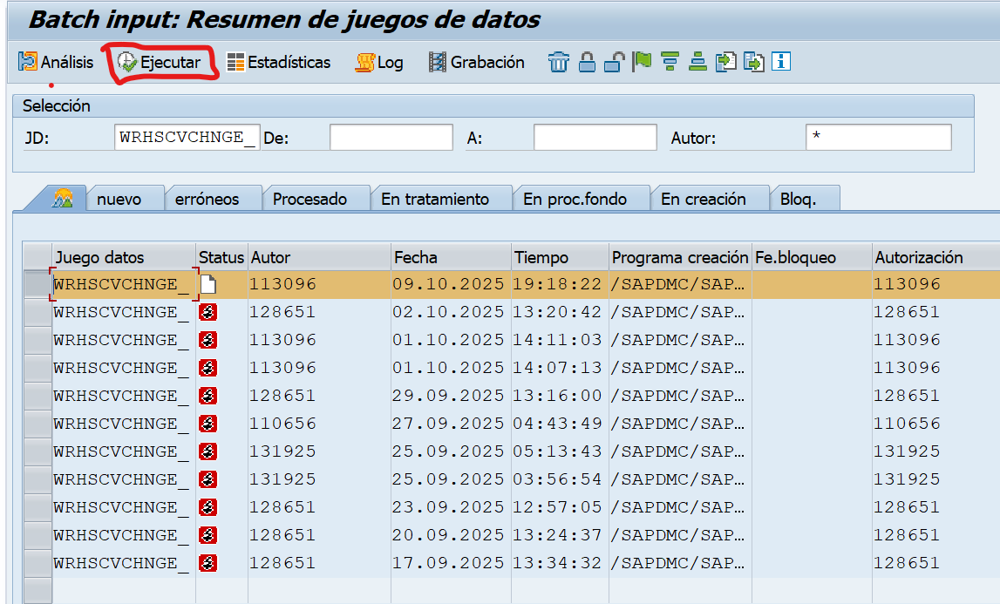 Batch input: Resumen de juegos de datos
Análisis Ejecutar Estadísticas Log Grabación
Selección
JD: WRHSCVCHNGE_ De: A: Autor: *
nuevo erróneos Procesado En tratamiento En proc.fondo En creación Bloq.
Juego datos Status Autor Fecha Tiempo Programa creación Fe.bloqueo Autorización
WRHSCVCHNGE_ 113096 09.10.2025 19:18:22 /SAPDMC/SAP… 113096
WRHSCVCHNGE_ 128651 02.10.2025 13:20:42 /SAPDMC/SAP… 128651
WRHSCVCHNGE_ 113096 01.10.2025 14:11:03 /SAPDMC/SAP… 113096
WRHSCVCHNGE_ 113096 01.10.2025 14:07:13 /SAPDMC/SAP… 113096
WRHSCVCHNGE_ 128651 29.09.2025 13:16:00 /SAPDMC/SAP… 128651
WRHSCVCHNGE_ 110656 27.09.2025 04:43:49 /SAPDMC/SAP… 110656
WRHSCVCHNGE_ 131925 25.09.2025 05:13:43 /SAPDMC/SAP… 131925
WRHSCVCHNGE_ 131925 25.09.2025 03:56:54 /SAPDMC/SAP… 131925
WRHSCVCHNGE_ 128651 23.09.2025 12:57:05 /SAPDMC/SAP… 128651
WRHSCVCHNGE_ 128651 20.09.2025 13:24:37 /SAPDMC/SAP… 128651
WRHSCVCHNGE_ 128651 17.09.2025 13:34:32 /SAPDMC/SAP… 128651